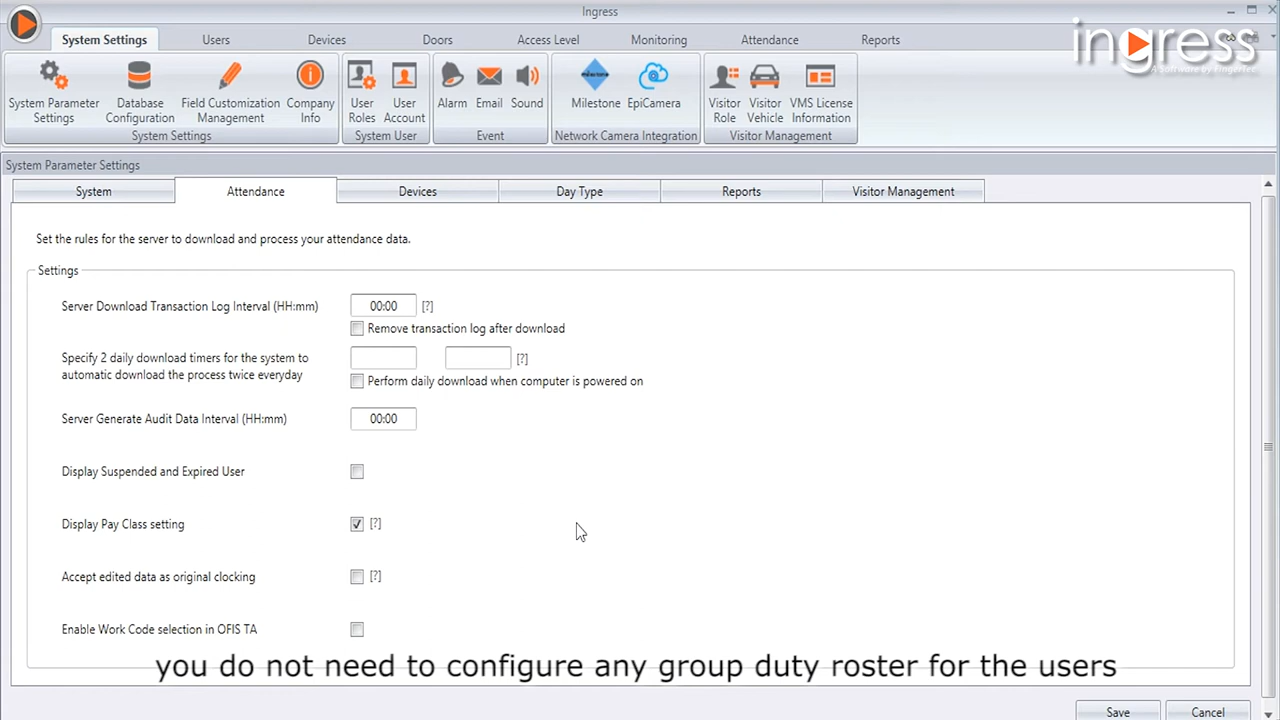 Ingress
System Settings Users Devices Doors Access Level Monitoring Attendance Reports
ingress
A Software by FingerTec
System Parameter Settings
Database Configuration
Field Customization Management
Company Info
User Roles
User Account
Alarm
Email
Sound
Milestone
EpiCamera
Visitor Role
Visitor Vehicle
VMS License Information
System Settings System User Event Network Camera Integration Visitor Management
System Parameter Settings
System Attendance Devices Day Type Reports Visitor Management
Set the rules for the server to download and process your attendance data.
Settings
Server Download Transaction Log Interval (HH:mm) 00:00 [?]
Remove transaction log after download
Specify 2 daily download timers for the system to [?]
automatic download the process twice everyday
Perform daily download when computer is powered on
Server Generate Audit Data Interval (HH:mm) 00:00
Display Suspended and Expired User
Display Pay Class setting [?]
Accept edited data as original clocking [?]
Enable Work Code selection in OFIS TA
you do not need to configure any group duty roster for the users
Save Cancel